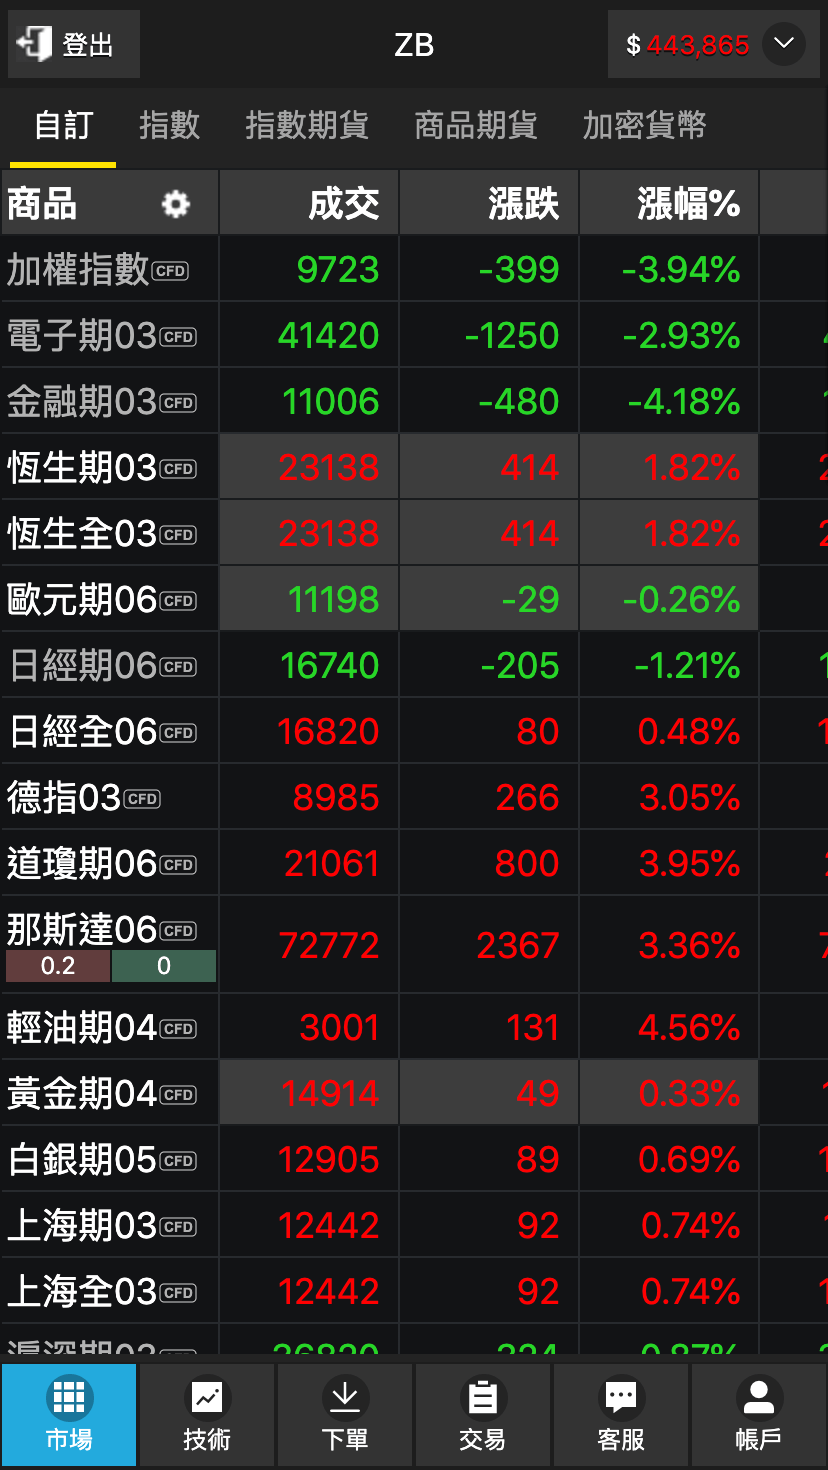 登出 ZB $ 443,865
自訂 指數 指數期貨 商品期貨 加密貨幣
商品 成交 漲跌 漲幅%
加權指數 CFD 9723 -399 -3.94%
電子期03 CFD 41420 -1250 -2.93%
金融期03 CFD 11006 -480 -4.18%
恆生期03 CFD 23138 414 1.82%
恆生全03 CFD 23138 414 1.82%
歐元期06 CFD 11198 -29 -0.26%
日經期06 CFD 16740 -205 -1.21%
日經全06 CFD 16820 80 0.48%
德指03 CFD 8985 266 3.05%
道瓊期06 CFD 21061 800 3.95%
那斯達06 CFD 72772 2367 3.36%
0.2 0
輕油期04 CFD 3001 131 4.56%
黃金期04 CFD 14914 49 0.33%
白銀期05 CFD 12905 89 0.69%
上海期03 CFD 12442 92 0.74%
上海全03 CFD 12442 92 0.74%
市場 技術 下單 交易 客服 帳戶